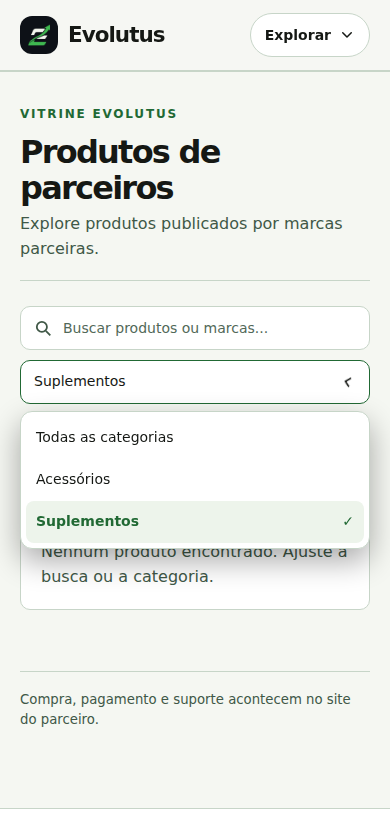 Evolutus
Explorar
VITRINE EVOLUTUS
Produtos de
parceiros
Explore produtos publicados por marcas
parceiras.
Buscar produtos ou marcas...
Suplementos
Todas as categorias
Acessórios
Suplementos ✓
Nenhum produto encontrado. Ajuste a
busca ou a categoria.
Compra, pagamento e suporte acontecem no site
do parceiro.